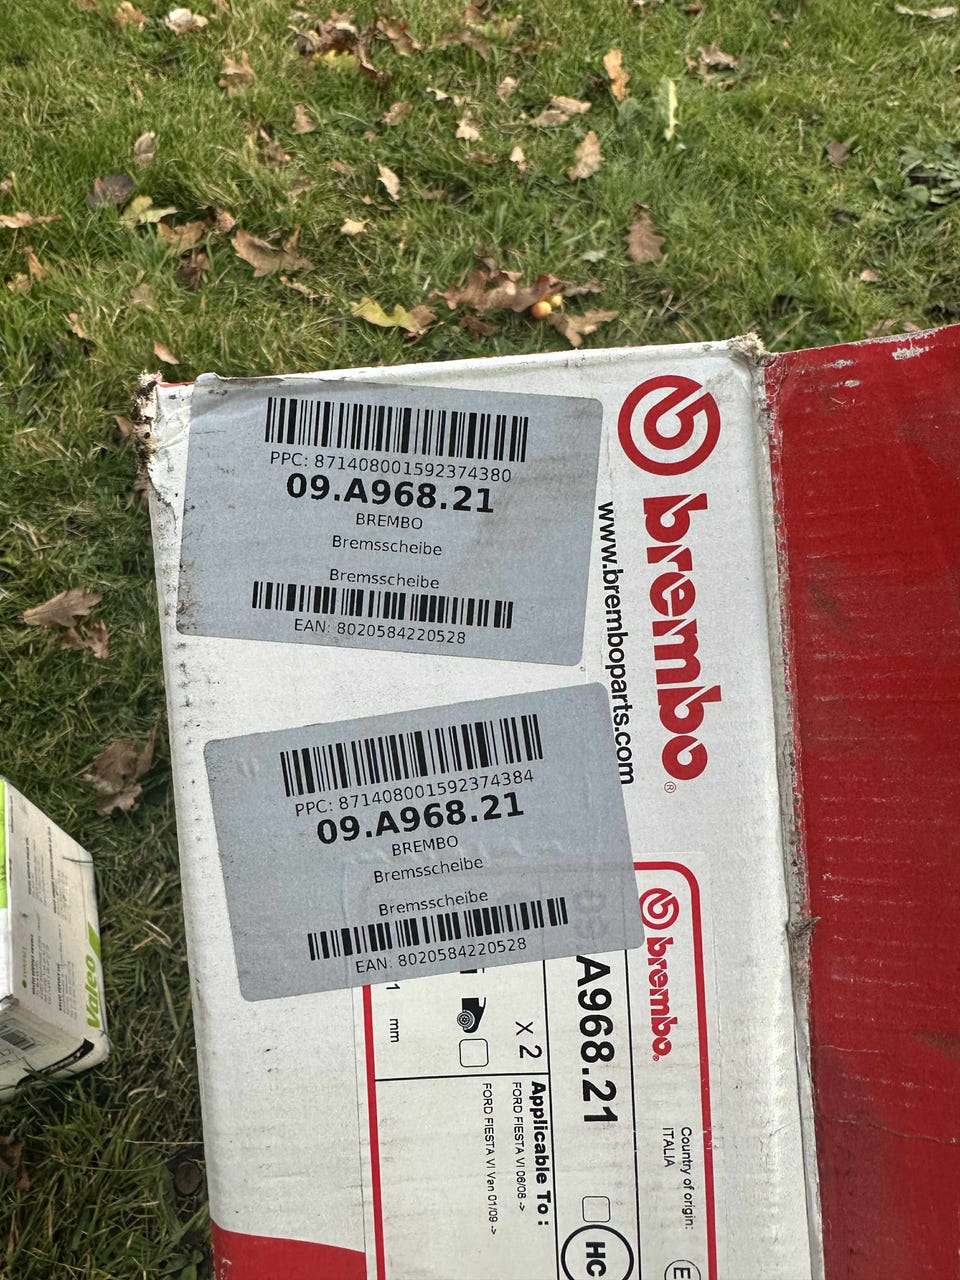 PPC: 871408001592374380
09.A968.21
BREMBO
Bremsscheibe
Bremsscheibe
EAN: 8020584220528
PPC: 871408001592374384
09.A968.21
BREMBO
Bremsscheibe
Bremsscheibe
EAN: 8020584220528
brembo®
www.bremboparts.com
brembo®
Country of origin:
ITALIA
E
A968.21
HC
X 2
mm
Applicable To :
FORD FIESTA VI 06/08 ->
FORD FIESTA VI Van 01/09 ->
Valeo